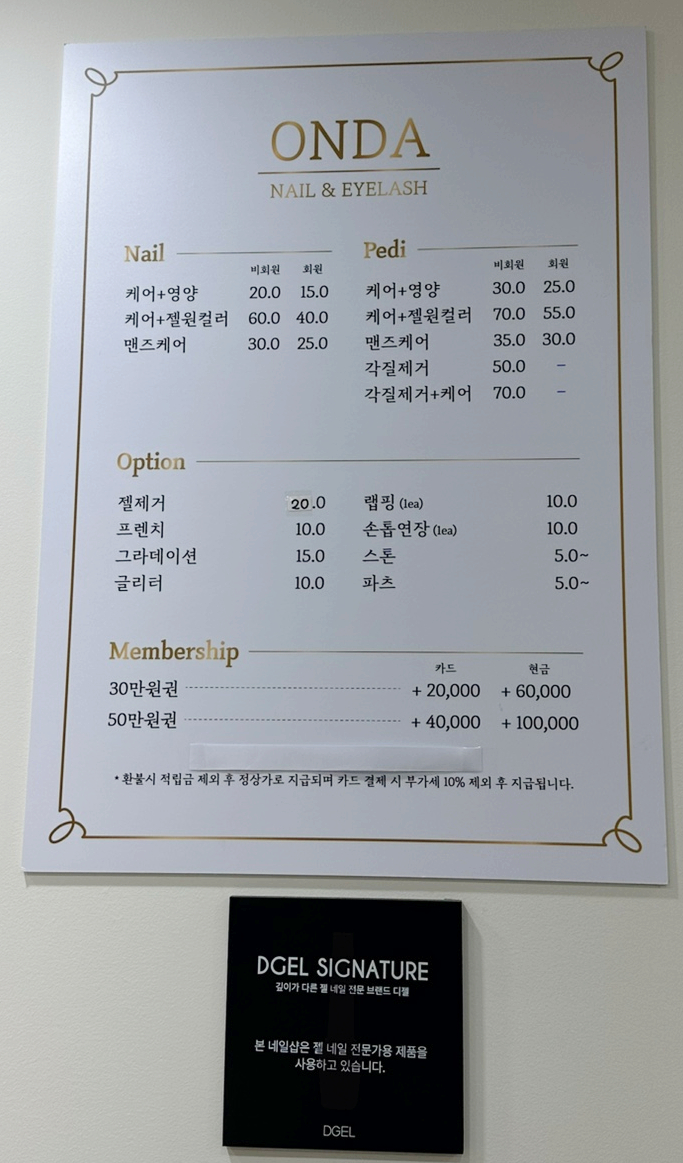 ONDA
NAIL & EYELASH
Nail
비회원 회원
케어+영양 20.0 15.0
케어+젤원컬러 60.0 40.0
맨즈케어 30.0 25.0
Pedi
비회원 회원
케어+영양 30.0 25.0
케어+젤원컬러 70.0 55.0
맨즈케어 35.0 30.0
각질제거 50.0 -
각질제거+케어 70.0 -
Option
젤제거 20.0
프렌치 10.0
그라데이션 15.0
글리터 10.0
랩핑 (1ea) 10.0
손톱연장 (1ea) 10.0
스톤 5.0~
파츠 5.0~
Membership
카드 현금
30만원권 + 20,000 + 60,000
50만원권 + 40,000 + 100,000
* 환불시 적립금 제외 후 정상가로 지급되며 카드 결제 시 부가세 10% 제외 후 지급됩니다.
DGEL SIGNATURE
깊이가 다른 젤 네일 전문 브랜드 디젤
본 네일샵은 젤 네일 전문가용 제품을
사용하고 있습니다.
DGEL